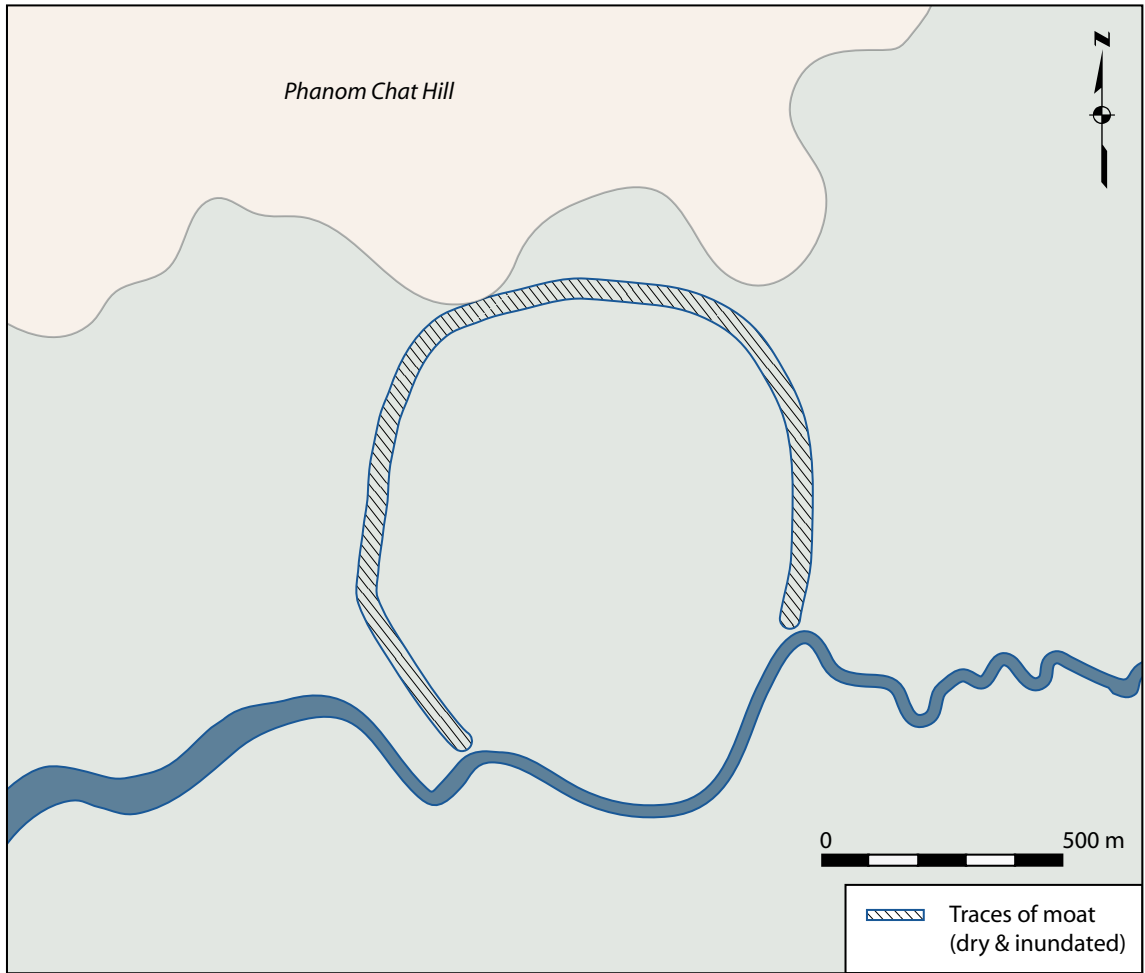 Phanom Chat Hill
N
0 500 m
Traces of moat
(dry & inundated)